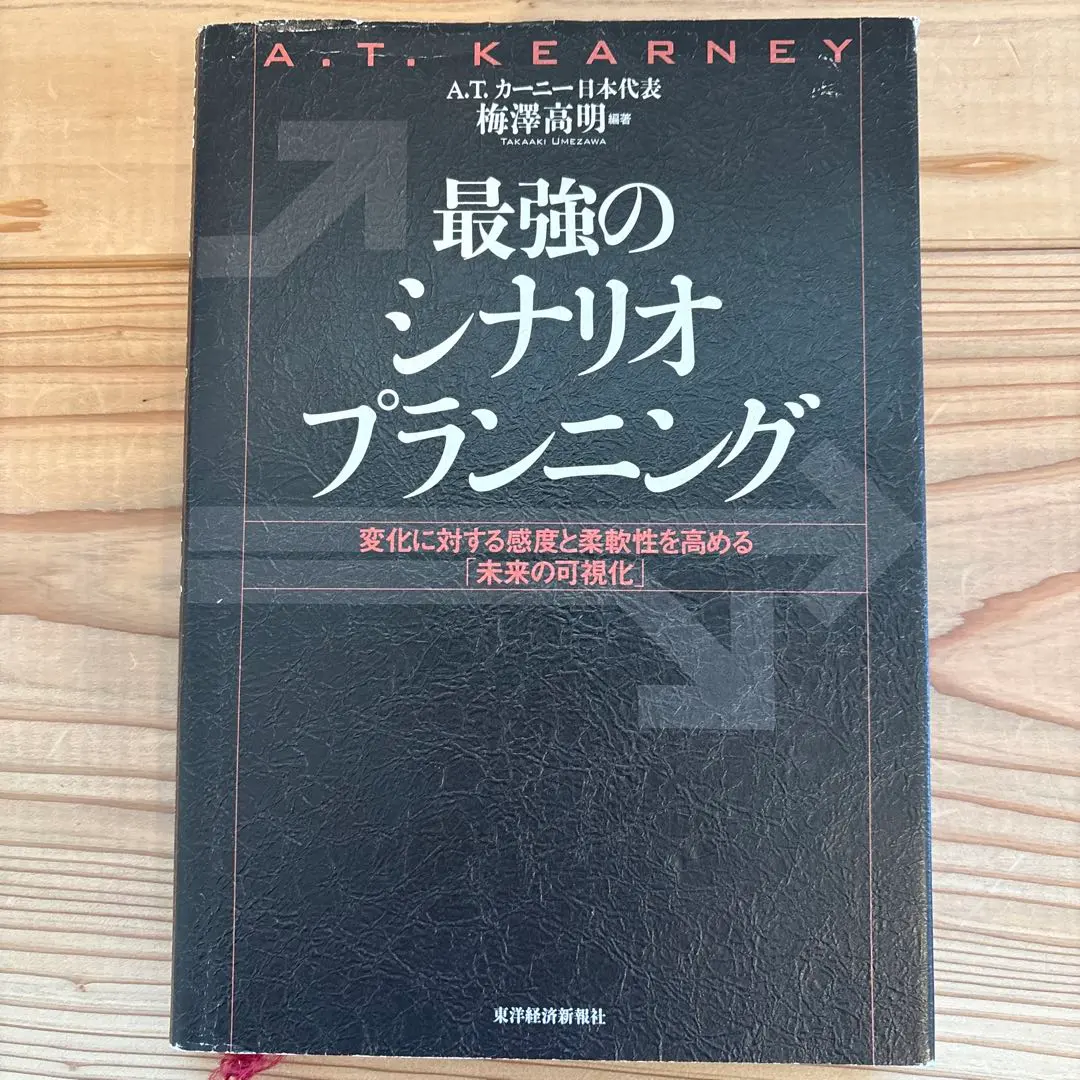 A.T. KEARNEY
A.T. カーニー日本代表
梅澤高明編著
TAKAAKI UMEZAWA
最強の
シナリオ
プランニング
変化に対する感度と柔軟性を高める
「未来の可視化」
東洋経済新報社